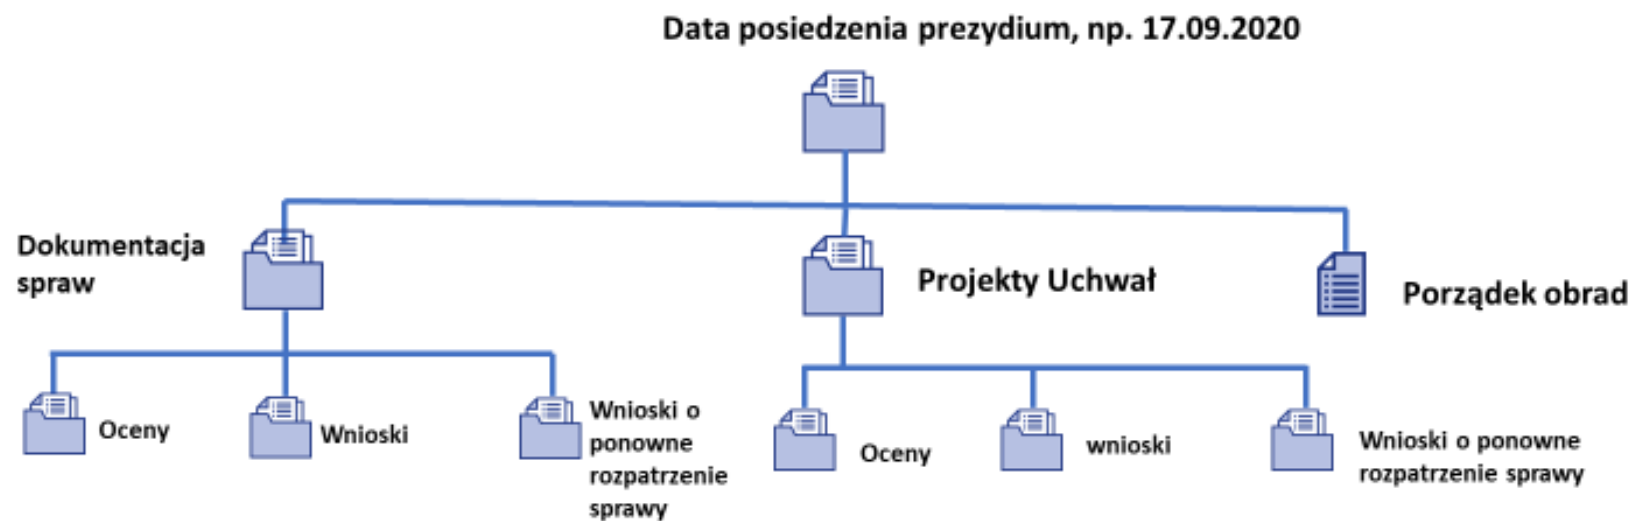 Data posiedzenia prezydium, np. 17.09.2020
Dokumentacja
spraw
Projekty Uchwał
Porządek obrad
Oceny
Wnioski
Wnioski o
ponowne
rozpatrzenie
sprawy
Oceny
wnioski
Wnioski o ponowne
rozpatrzenie sprawy